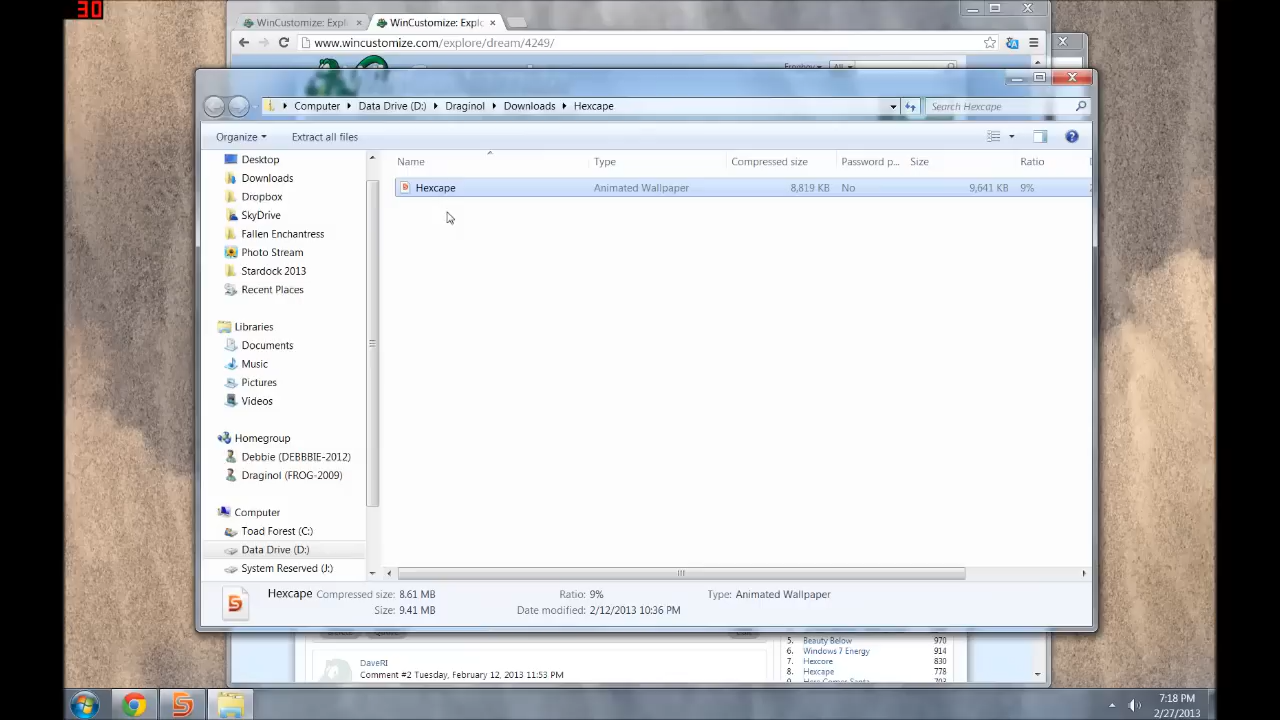 30
WinCustomize: Expl
WinCustomize: Explo
www.wincustomize.com/explore/dream/4249/
Computer Data Drive (D:) Draginol Downloads Hexcape
Search Hexcape
Organize Extract all files
Name Type Compressed size Password p... Size Ratio
Hexcape Animated Wallpaper 8,819 KB No 9,641 KB 9%
Desktop
Downloads
Dropbox
SkyDrive
Fallen Enchantress
Photo Stream
Stardock 2013
Recent Places
Libraries
Documents
Music
Pictures
Videos
Homegroup
Debbie (DEBBBIE-2012)
Draginol (FROG-2009)
Computer
Toad Forest (C:)
Data Drive (D:)
System Reserved (J:)
Hexcape Compressed size: 8.61 MB Ratio: 9% Type: Animated Wallpaper
Size: 9.41 MB Date modified: 2/12/2013 10:36 PM
5. Beauty Below 970
6. Windows 7 Energy 914
7. Hexcore 830
8. Hexcape 778
DaveRI
Comment #2 Tuesday, February 12, 2013 11:53 PM
7:18 PM
2/27/2013